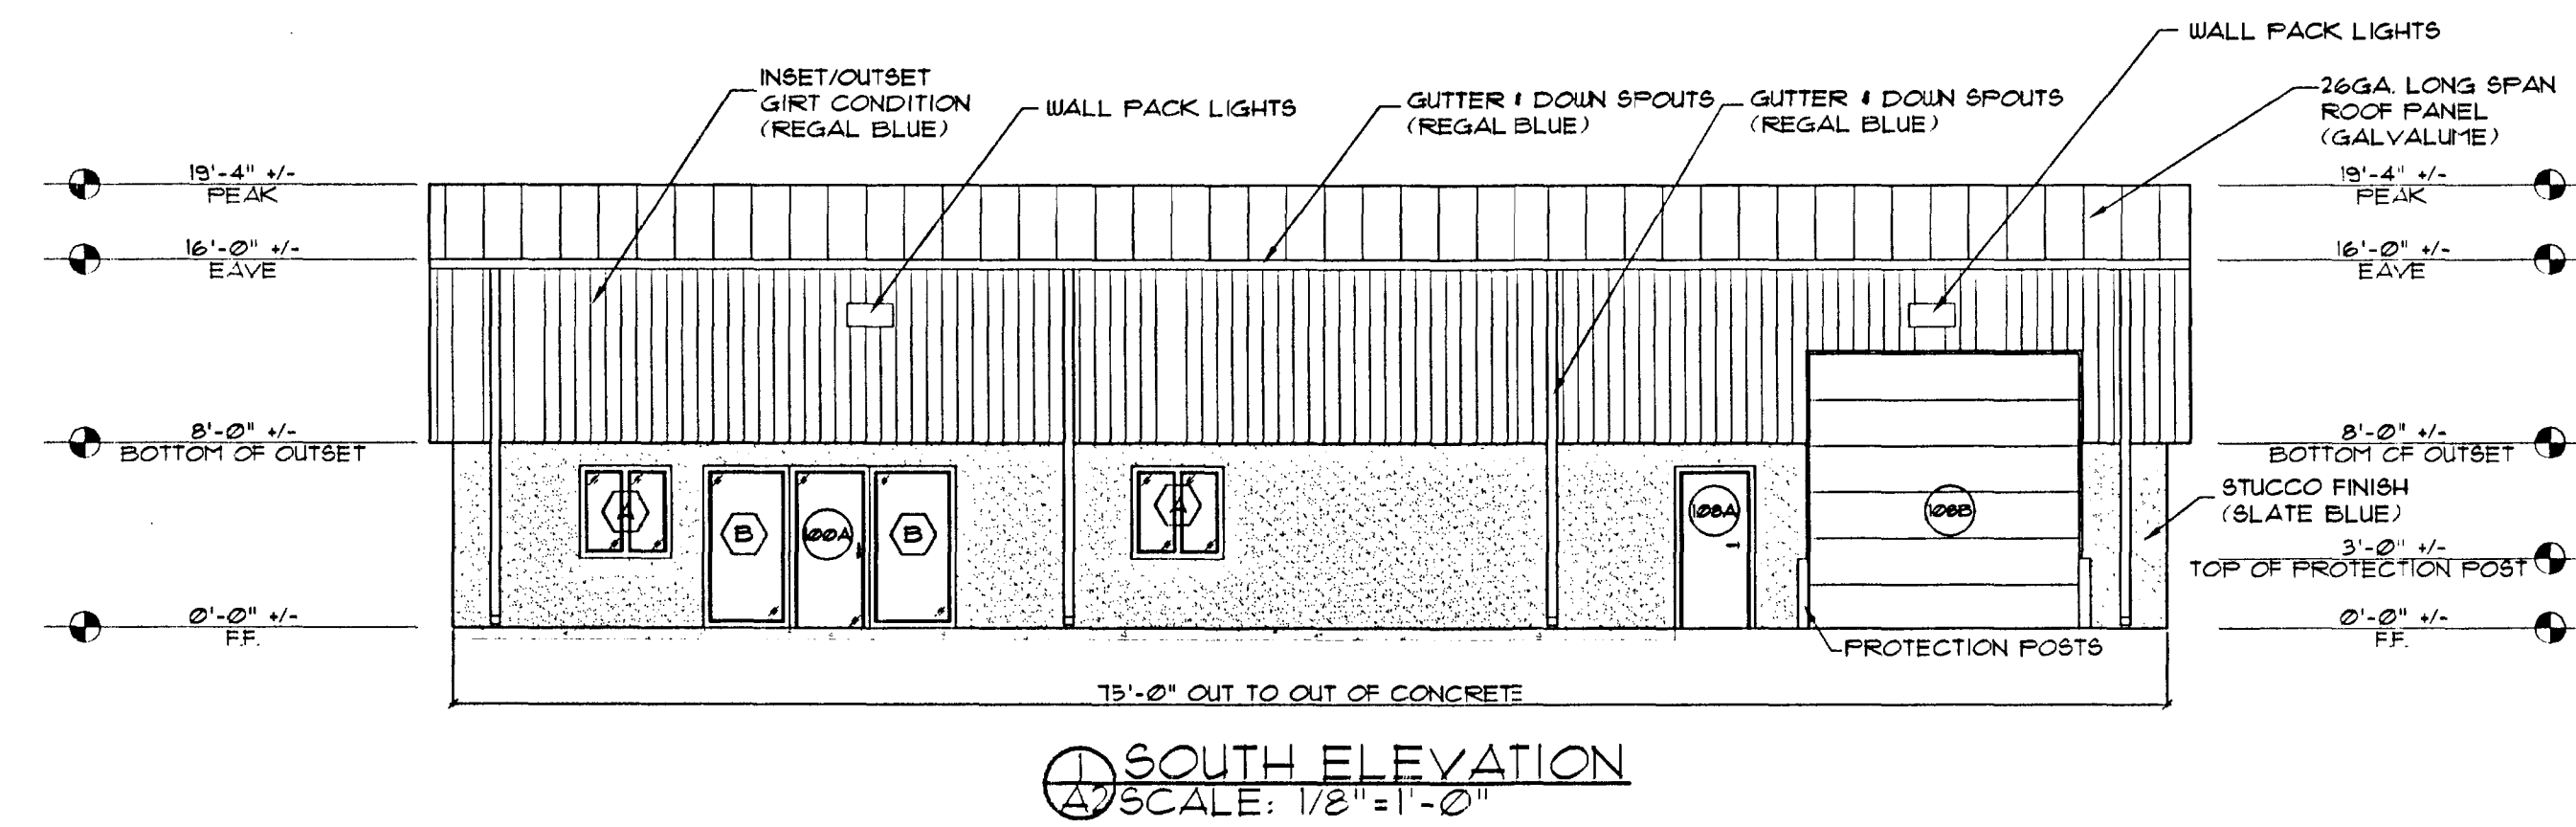 WALL PACK LIGHTS
INSET/OUTSET
GIRT CONDITION
(REGAL BLUE)
WALL PACK LIGHTS
GUTTER & DOWN SPOUTS
(REGAL BLUE)
GUTTER & DOWN SPOUTS
(REGAL BLUE)
26GA. LONG SPAN
ROOF PANEL
(GALVALUME)
19'-4" +/-
PEAK
19'-4" +/-
PEAK
16'-0" +/-
EAVE
16'-0" +/-
EAVE
8'-0" +/-
BOTTOM OF OUTSET
8'-0" +/-
BOTTOM OF OUTSET
STUCCO FINISH
(SLATE BLUE)
A
B
100A
B
A
108A
108B
3'-0" +/-
TOP OF PROTECTION POST
0'-0" +/-
F.F.
0'-0" +/-
F.F.
PROTECTION POSTS
75'-0" OUT TO OUT OF CONCRETE
1
A2
SOUTH ELEVATION
SCALE: 1/8"=1'-0"